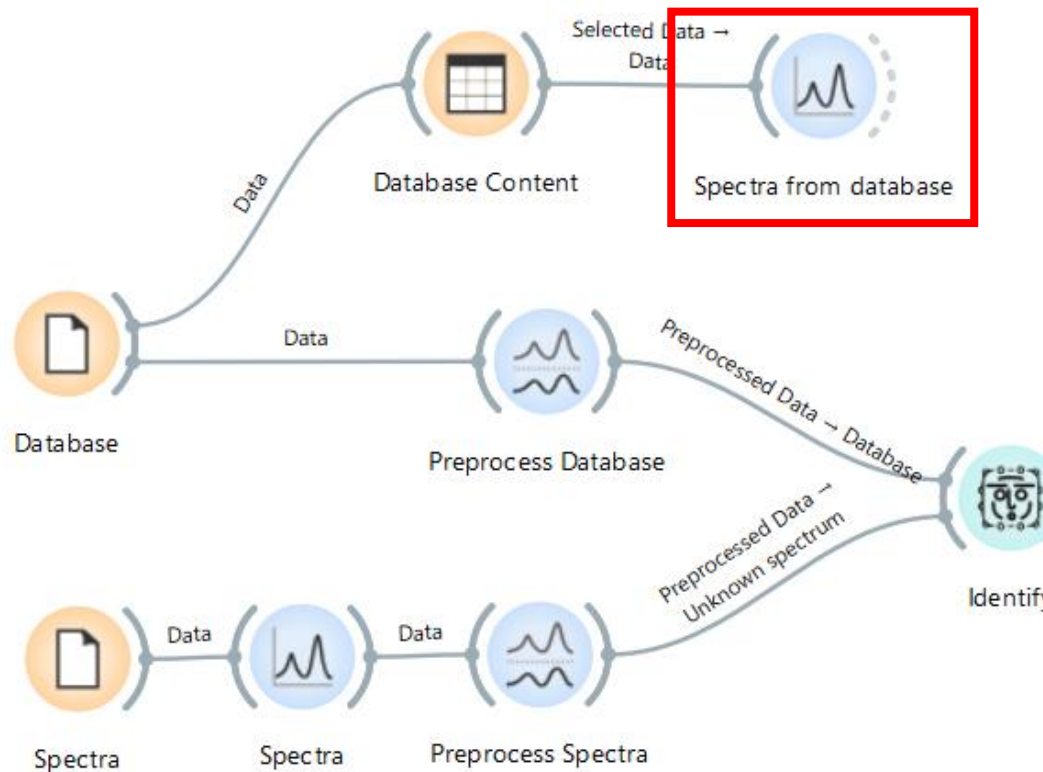 Selected Data →
Data
Database Content
Spectra from database
Data
Data
Database
Preprocess Database
Preprocessed Data → Database
Preprocessed Data →
Unknown spectrum
Identify
Data
Data
Spectra
Spectra
Preprocess Spectra